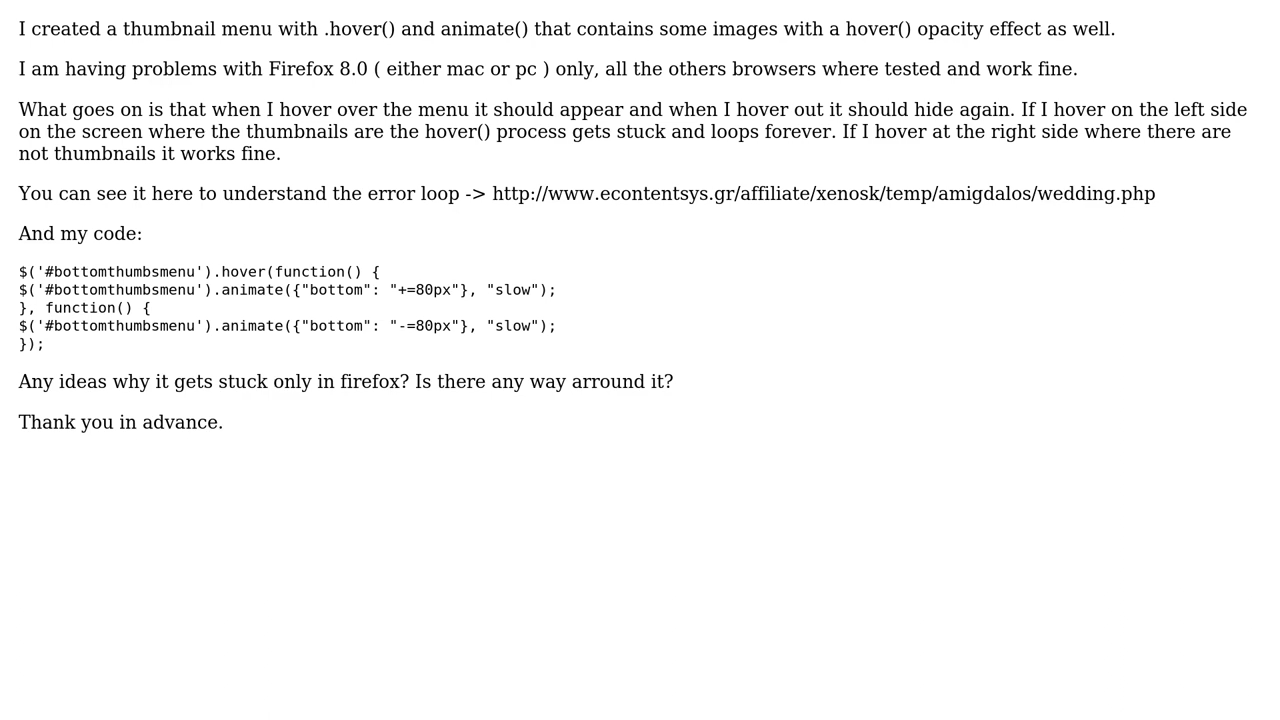 I created a thumbnail menu with .hover() and animate() that contains some images with a hover() opacity effect as well.
I am having problems with Firefox 8.0 ( either mac or pc ) only, all the others browsers where tested and work fine.
What goes on is that when I hover over the menu it should appear and when I hover out it should hide again. If I hover on the left side
on the screen where the thumbnails are the hover() process gets stuck and loops forever. If I hover at the right side where there are
not thumbnails it works fine.
You can see it here to understand the error loop -> http://www.econtentsys.gr/affiliate/xenosk/temp/amigdalos/wedding.php
And my code:
$('#bottomthumbsmenu').hover(function() {
$('#bottomthumbsmenu').animate({"bottom": "+=80px"}, "slow");
}, function() {
$('#bottomthumbsmenu').animate({"bottom": "-=80px"}, "slow");
});
Any ideas why it gets stuck only in firefox? Is there any way arround it?
Thank you in advance.